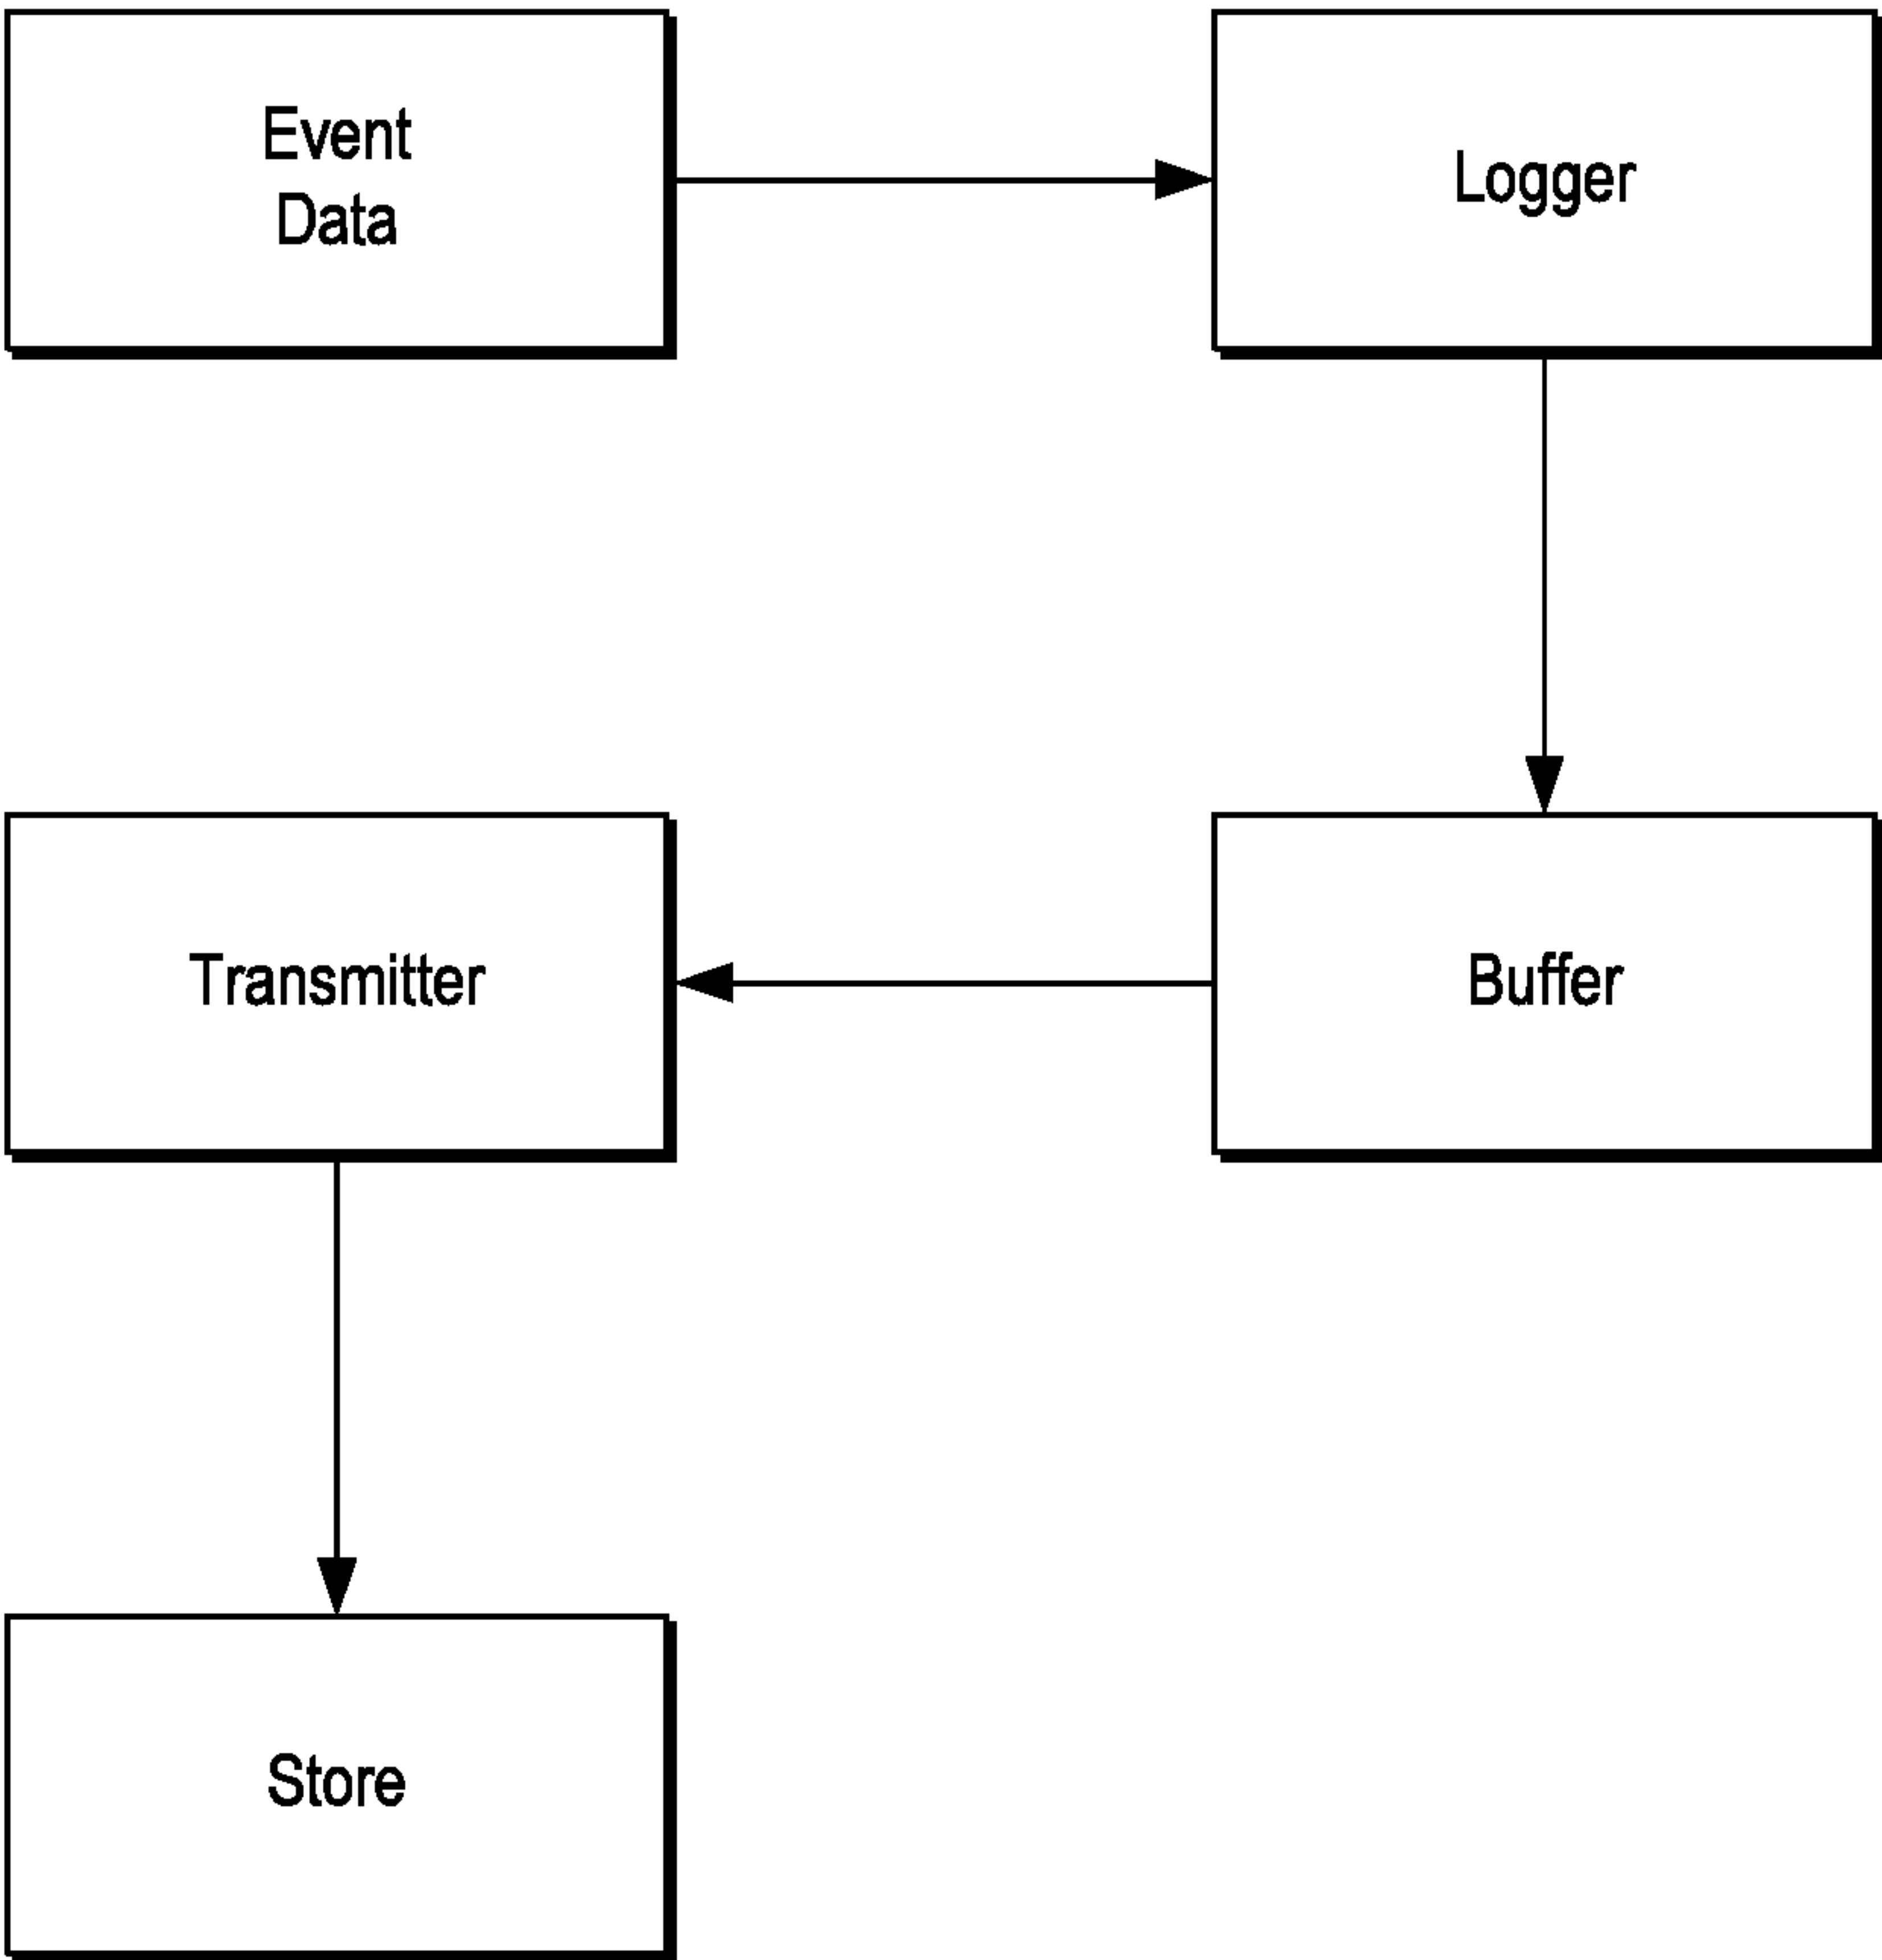 Event
Data
Logger
Transmitter
Buffer
Store